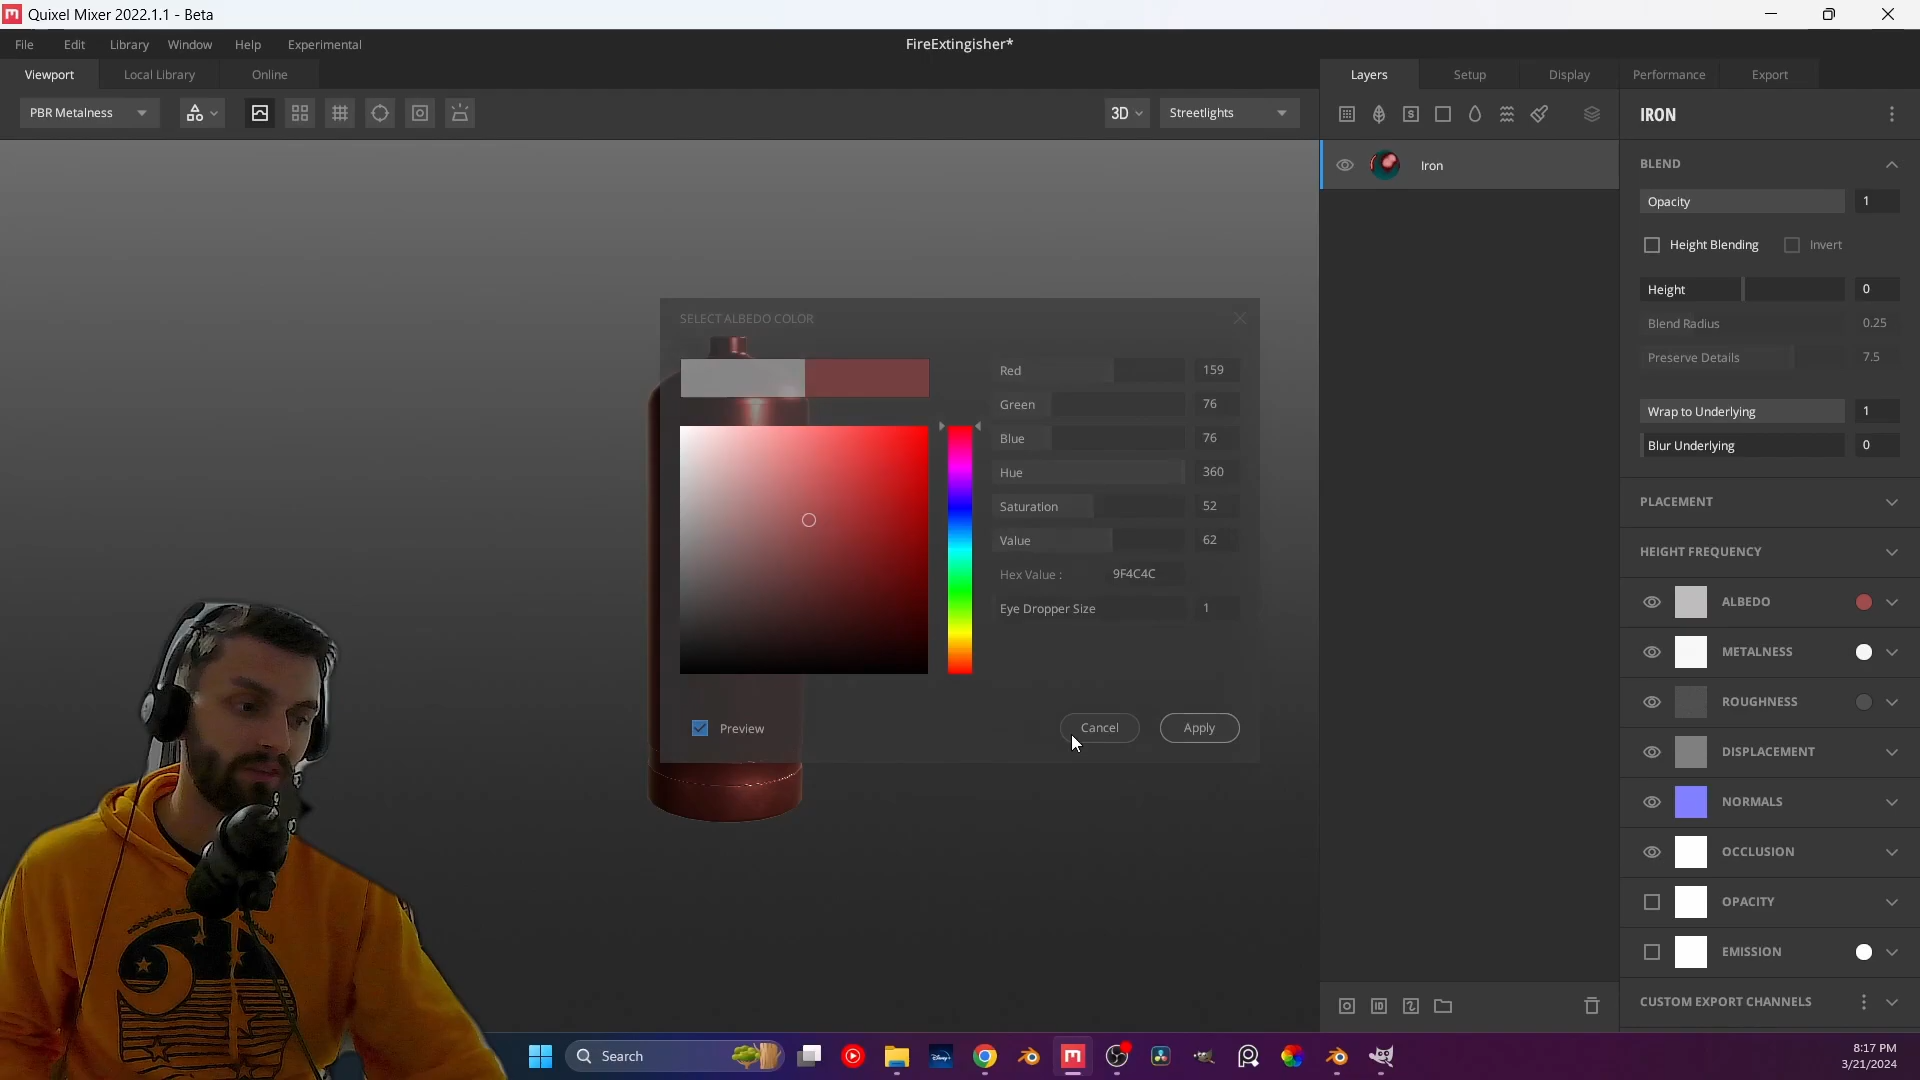 Quixel Mixer 2022.1.1 - Beta
File Edit Library Window Help Experimental
FireExtingisher*
Viewport Local Library Online
Layers Setup Display Performance Export
PBR Metalness
3D
Streetlights
IRON
Iron
BLEND
Opacity 1
Height Blending Invert
Height 0
Blend Radius 0.25
Preserve Details 7.5
Wrap to Underlying 1
Blur Underlying 0
PLACEMENT
HEIGHT FREQUENCY
ALBEDO
METALNESS
ROUGHNESS
DISPLACEMENT
NORMALS
OCCLUSION
OPACITY
EMISSION
CUSTOM EXPORT CHANNELS
SELECT ALBEDO COLOR
Red 159
Green 76
Blue 76
Hue 360
Saturation 52
Value 62
Hex Value : 9F4C4C
Eye Dropper Size 1
Preview
Cancel Apply
Search
Disney+
8:17 PM
3/21/2024